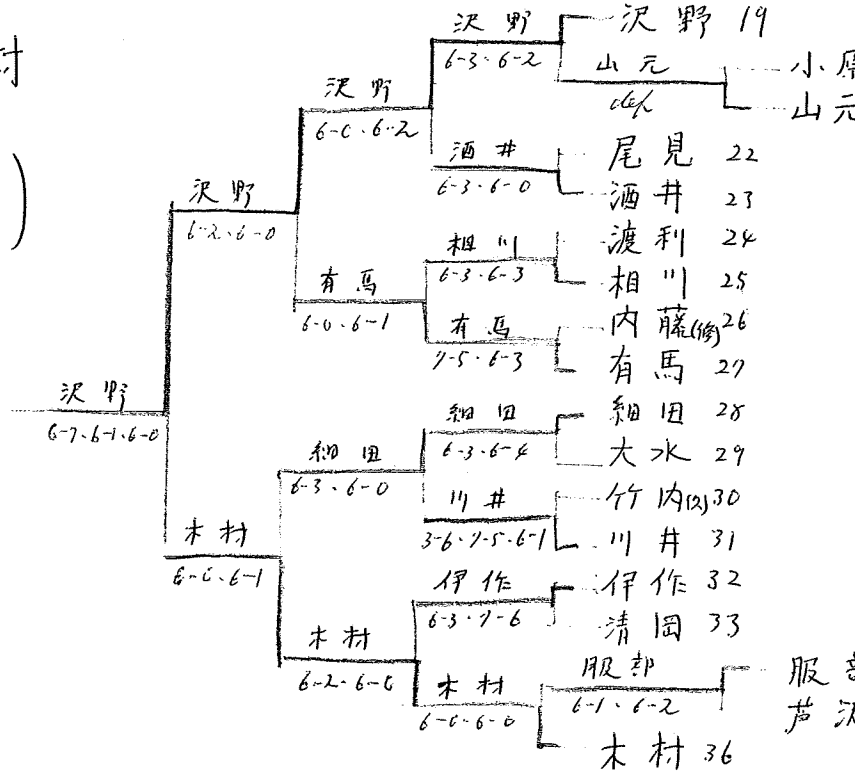 沢野 19
沢野
6-3・6-2
山元
def
小原
山元
沢野
6-0・6-2
酒井
6-3・6-0
尾見 22
酒井 23
沢野
6-2・6-0
渡利 24
相川
6-3・6-3
相川 25
有馬
6-0・6-1
有馬
7-5・6-3
内藤(修) 26
有馬 27
沢野
6-7・6-1・6-0
細田
6-3・6-4
細田 28
大水 29
細田
6-3・6-0
川井
3-6・7-5・6-1
竹内(久) 30
川井 31
木村
6-0・6-1
伊作
6-3・7-6
伊作 32
清岡 33
木村
6-2・6-0
服部
6-1・6-2
服部
芦沢
木村
6-0・6-0
木村 36